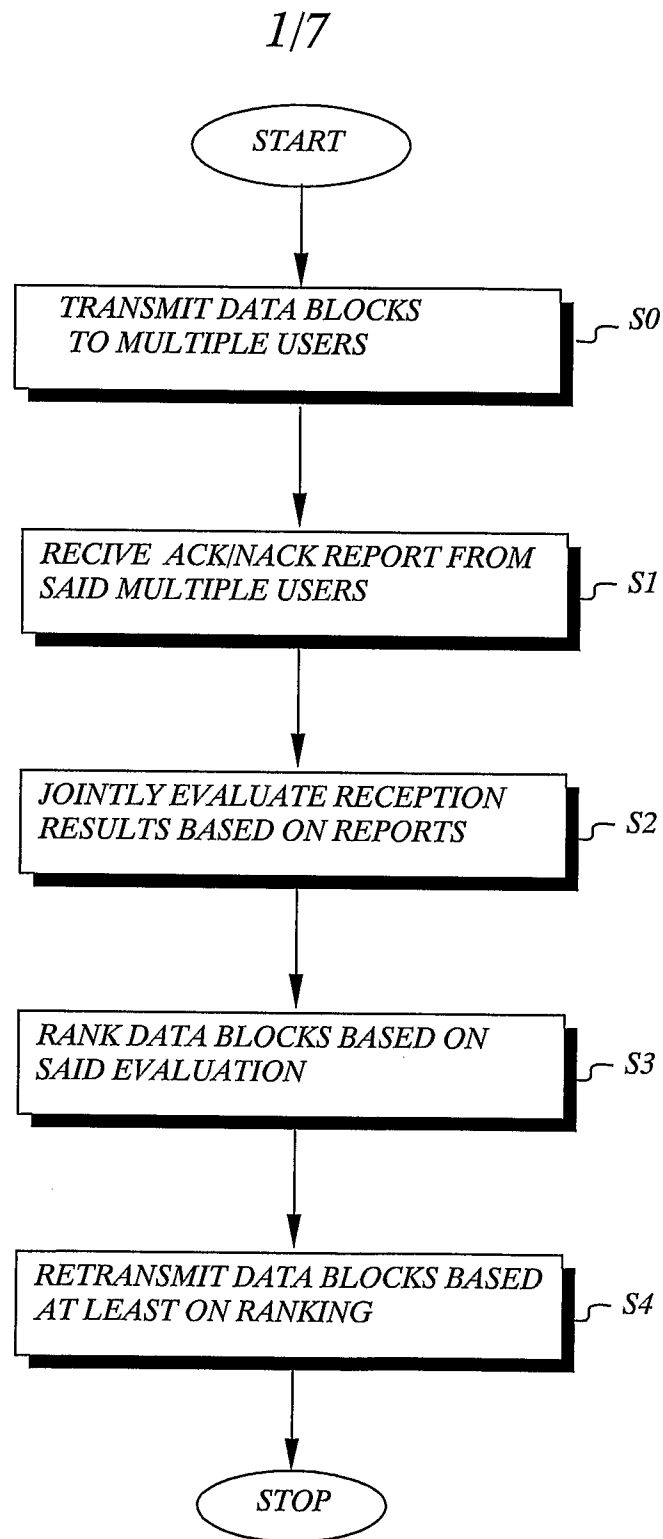 1/7
START
TRANSMIT DATA BLOCKS
TO MULTIPLE USERS
S0
RECIVE ACK/NACK REPORT FROM
SAID MULTIPLE USERS
S1
JOINTLY EVALUATE RECEPTION
RESULTS BASED ON REPORTS
S2
RANK DATA BLOCKS BASED ON
SAID EVALUATION
S3
RETRANSMIT DATA BLOCKS BASED
AT LEAST ON RANKING
S4
STOP